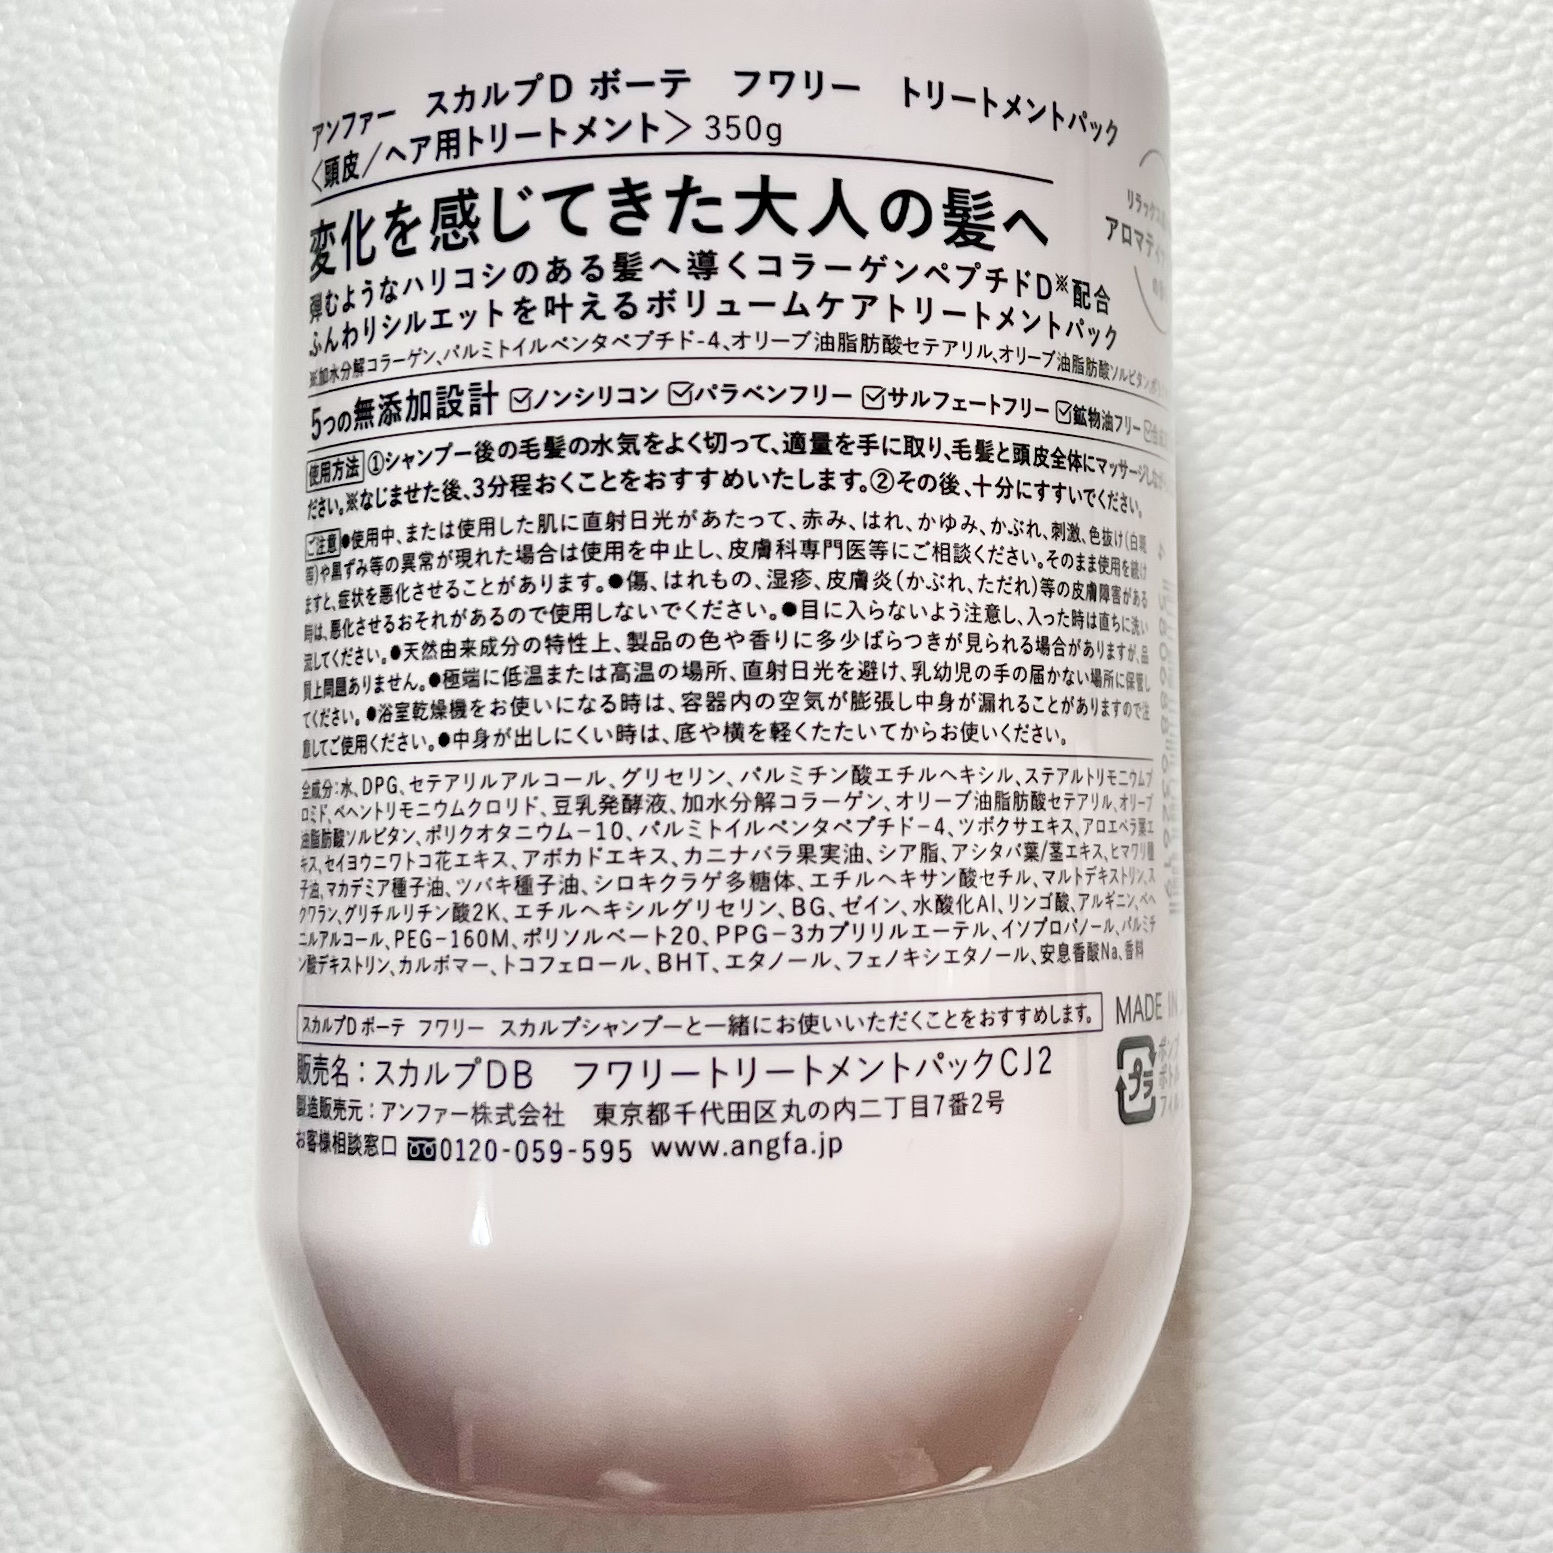 アンファー　スカルプD ボーテ　フワリー　トリートメントパック
〈頭皮/ヘア用トリートメント〉350g
変化を感じてきた大人の髪へ
弾むようなハリコシのある髪へ導くコラーゲンペプチドD※配合
ふんわりシルエットを叶えるボリュームケアトリートメントパック
※加水分解コラーゲン、パルミトイルペンタペプチド-4、オリーブ油脂肪酸セテアリル、オリーブ油脂肪酸ソルビタン
5つの無添加設計 ☑ノンシリコン ☑パラベンフリー ☑サルフェートフリー ☑鉱物油フリー
使用方法 ①シャンプー後の毛髪の水気をよく切って、適量を手に取り、毛髪と頭皮全体にマッサージし
ださい。※なじませた後、3分程おくことをおすすめいたします。②その後、十分にすすいでください。
ご注意 ●使用中、または使用した肌に直射日光があたって、赤み、はれ、かゆみ、かぶれ、刺激、色抜け(白斑
等)や黒ずみ等の異常が現れた場合は使用を中止し、皮膚科専門医等にご相談ください。そのまま使用を続け
ますと、症状を悪化させることがあります。●傷、はれもの、湿疹、皮膚炎(かぶれ、ただれ)等の皮膚障害がある
時は、悪化させるおそれがあるので使用しないでください。●目に入らないよう注意し、入った時は直ちに洗い
流してください。●天然由来成分の特性上、製品の色や香りに多少ばらつきが見られる場合がありますが、品
質上問題ありません。●極端に低温または高温の場所、直射日光を避け、乳幼児の手の届かない場所に保管し
てください。●浴室乾燥機をお使いになる時は、容器内の空気が膨張し中身が漏れることがありますので注
意してご使用ください。●中身が出しにくい時は、底や横を軽くたたいてからお使いください。
全成分:水、DPG、セテアリルアルコール、グリセリン、パルミチン酸エチルヘキシル、ステアルトリモニウムブ
ロミド、ベヘントリモニウムクロリド、豆乳発酵液、加水分解コラーゲン、オリーブ油脂肪酸セテアリル、オリーブ
油脂肪酸ソルビタン、ポリクオタニウム－10、パルミトイルペンタペプチド－4、ツボクサエキス、アロエベラ葉エ
キス、セイヨウニワトコ花エキス、アボカドエキス、カニナバラ果実油、シア脂、アシタバ葉/茎エキス、ヒマワリ種
子油、マカデミア種子油、ツバキ種子油、シロキクラゲ多糖体、エチルヘキサン酸セチル、マルトデキストリン、ス
クワラン、グリチルリチン酸2K、エチルヘキシルグリセリン、BG、ゼイン、水酸化Al、リンゴ酸、アルギニン、ベヘ
ニルアルコール、PEG－160M、ポリソルベート20、PPG－3カプリリルエーテル、イソプロパノール、パルミチ
ン酸デキストリン、カルボマー、トコフェロール、BHT、エタノール、フェノキシエタノール、安息香酸Na、香料
スカルプD ボーテ　フワリー　スカルプシャンプーと一緒にお使いいただくことをおすすめします。
MADE IN
販売名：スカルプDB　フワリートリートメントパックCJ2
製造販売元：アンファー株式会社　東京都千代田区丸の内二丁目7番2号
お客様相談窓口 0120-059-595 www.angfa.jp
プラ